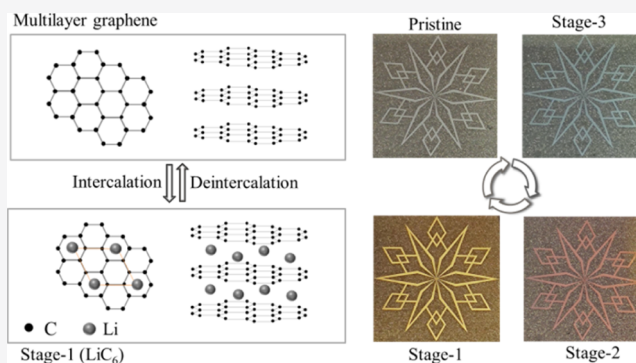 Multilayer graphene
Pristine
Stage-3
Intercalation
Deintercalation
C
Li
Stage-1 (LiC₆)
Stage-1
Stage-2